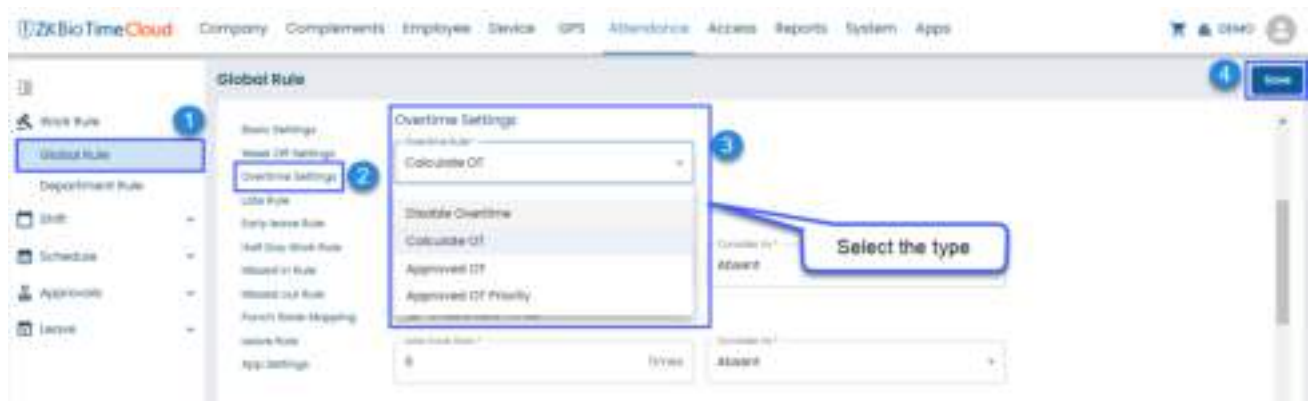 ZKBioTime Cloud Company Complements Employee Device GPS Attendance Access Reports System Apps DEMO
Global Rule 4 Save
Work Rule 1
Global Rule
Department Rule
Shift
Schedule
Approvals
Leave
Basic Settings
Week Off Settings
Overtime Settings 2
Late Rule
Early leave Rule
Half Day Work Rule
Missed In Rule
Missed out Rule
Punch State Mapping
Leave Rule
App Settings
Overtime Settings
Overtime Rule*
Calculate OT 3
Disable Overtime
Calculate OT
Approved OT
Approved OT Priority
Select the type
Absent
6 Times
Absent